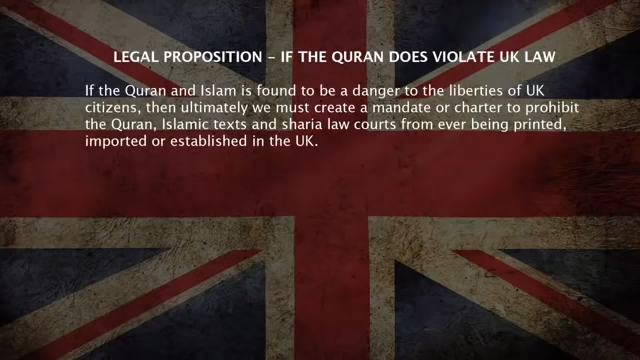 LEGAL PROPOSITION – IF THE QURAN DOES VIOLATE UK LAW
If the Quran and Islam is found to be a danger to the liberties of UK
citizens, then ultimately we must create a mandate or charter to prohibit
the Quran, Islamic texts and sharia law courts from ever being printed,
imported or established in the UK.